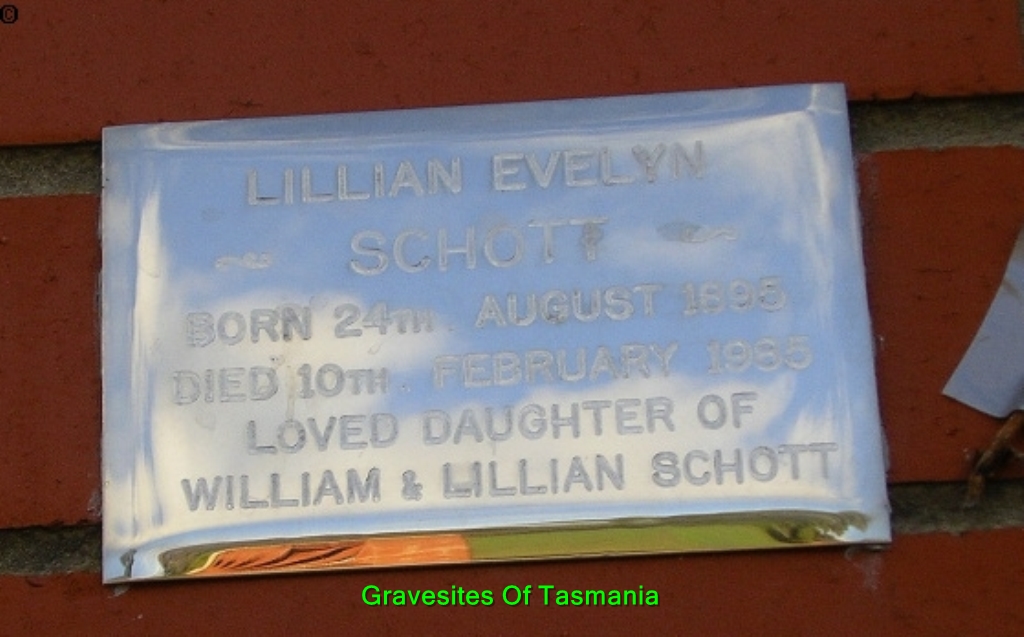 ©
LILLIAN EVELYN
~ SCHOTT ~
BORN 24TH. AUGUST 1895
DIED 10TH. FEBRUARY 1985
LOVED DAUGHTER OF
WILLIAM & LILLIAN SCHOTT
Gravesites Of Tasmania